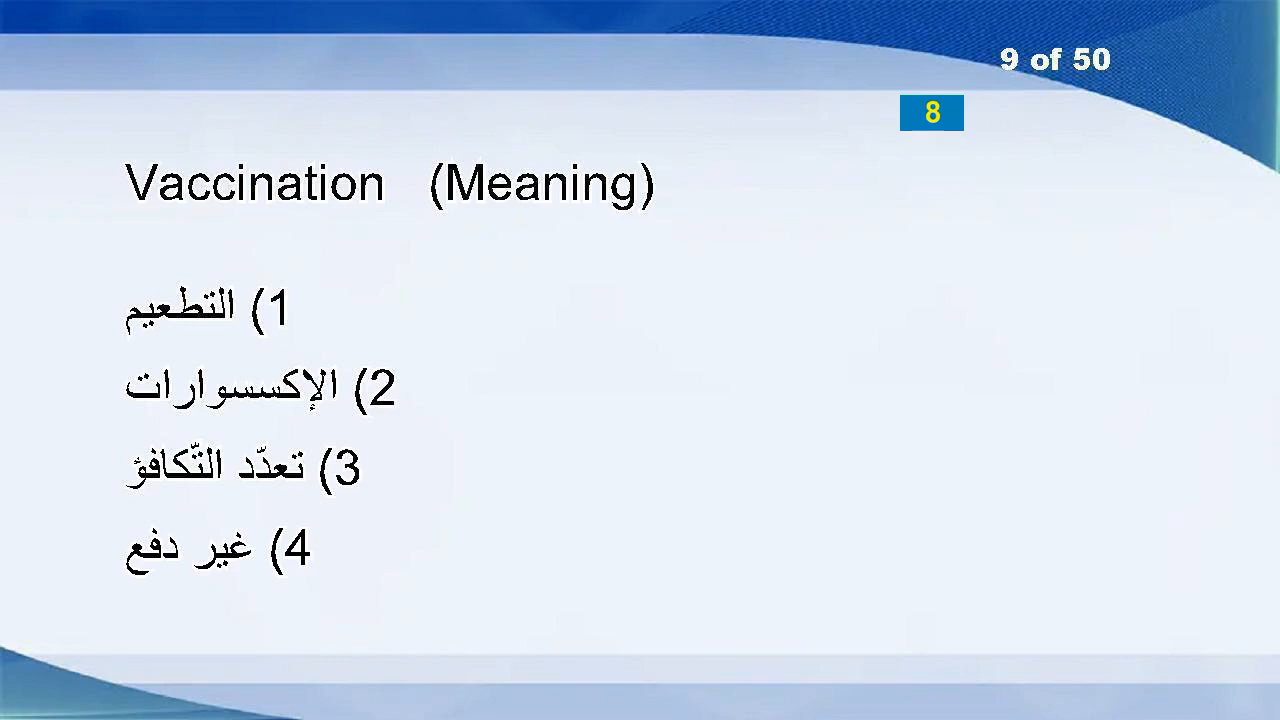 9 of 50
8
Vaccination (Meaning)
1) التطعيم
2) الإكسسوارات
3) تعدّد التّكافؤ
4) غير دفع